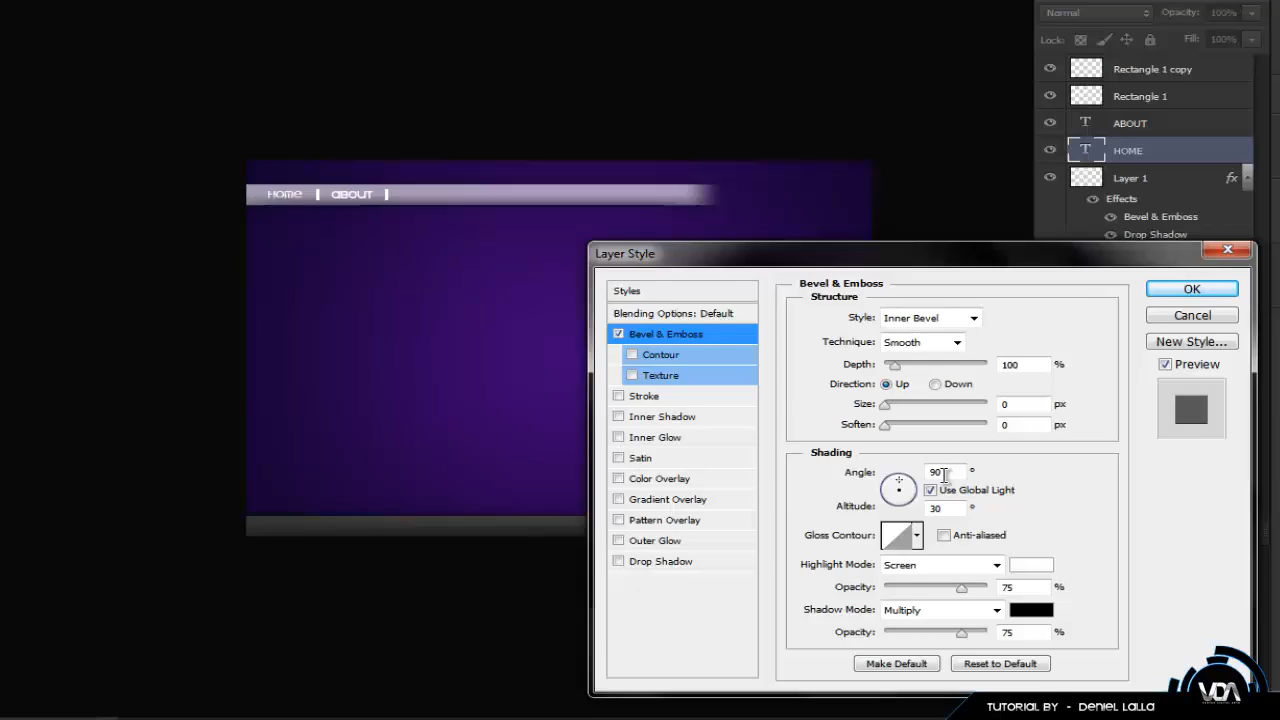 Normal
Opacity: 100%
Lock:
Fill: 100%
Rectangle 1 copy
Rectangle 1
T ABOUT
T HOME
Layer 1 fx
Effects
Bevel & Emboss
Drop Shadow
HOME | ABOUT |
Layer Style
Styles
Blending Options: Default
Bevel & Emboss
Contour
Texture
Stroke
Inner Shadow
Inner Glow
Satin
Color Overlay
Gradient Overlay
Pattern Overlay
Outer Glow
Drop Shadow
Bevel & Emboss
Structure
Style: Inner Bevel
Technique: Smooth
Depth: 100 %
Direction: Up Down
Size: 0 px
Soften: 0 px
Shading
Angle: 90 °
Use Global Light
Altitude: 30 °
Gloss Contour: Anti-aliased
Highlight Mode: Screen
Opacity: 75 %
Shadow Mode: Multiply
Opacity: 75 %
Make Default Reset to Default
OK
Cancel
New Style...
Preview
VDA
TUTORIAL BY - DENIEL LALLA